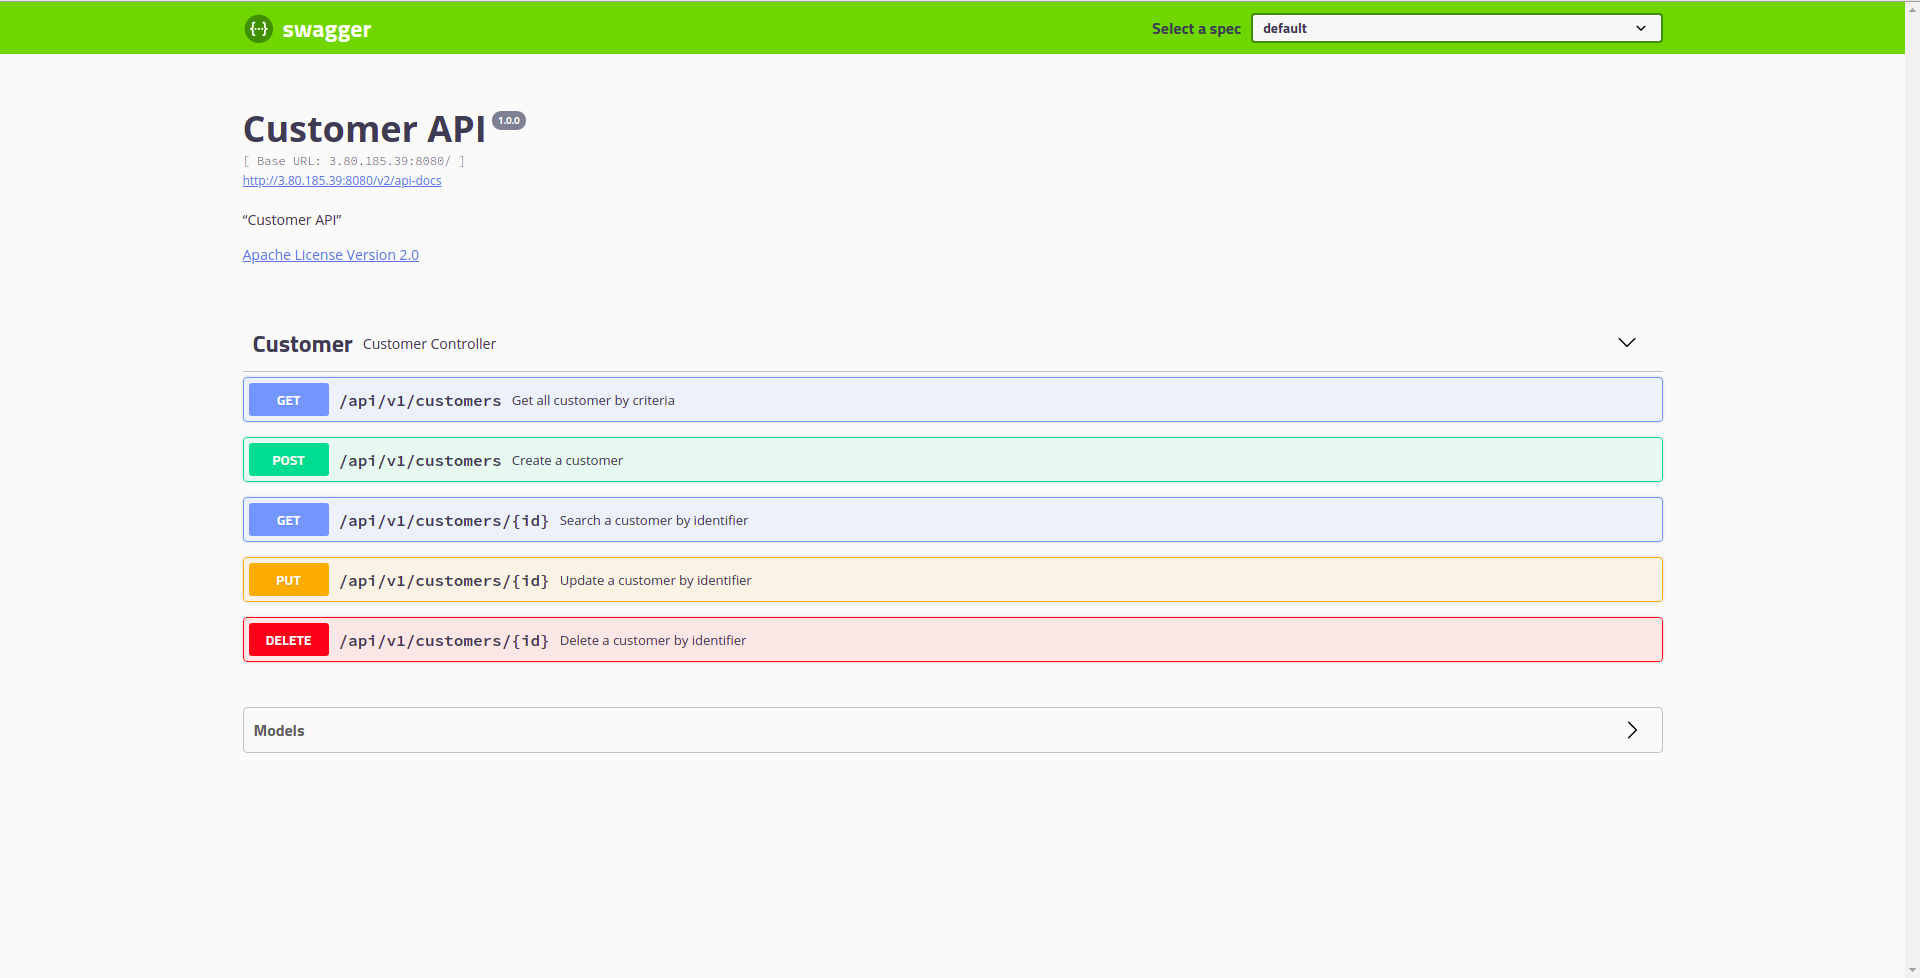 {···} swagger
Select a spec default
Customer API 1.0.0
[ Base URL: 3.80.185.39:8080/ ]
http://3.80.185.39:8080/v2/api-docs
“Customer API”
Apache License Version 2.0
Customer Customer Controller
GET /api/v1/customers Get all customer by criteria
POST /api/v1/customers Create a customer
GET /api/v1/customers/{id} Search a customer by identifier
PUT /api/v1/customers/{id} Update a customer by identifier
DELETE /api/v1/customers/{id} Delete a customer by identifier
Models